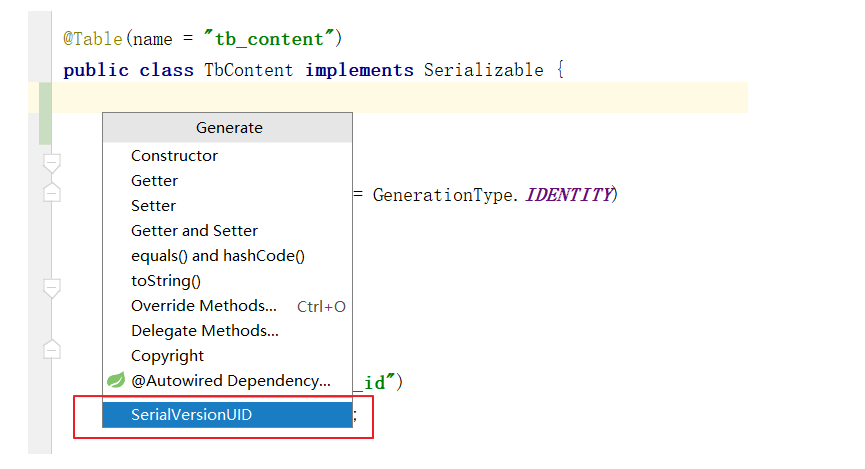 @Table(name = "tb_content")
public class TbContent implements Serializable {
Generate
Constructor
Getter
Setter
= GenerationType.IDENTITY)
Getter and Setter
equals() and hashCode()
toString()
Override Methods... Ctrl+O
Delegate Methods...
Copyright
@Autowired Dependency...
_id")
SerialVersionUID
;